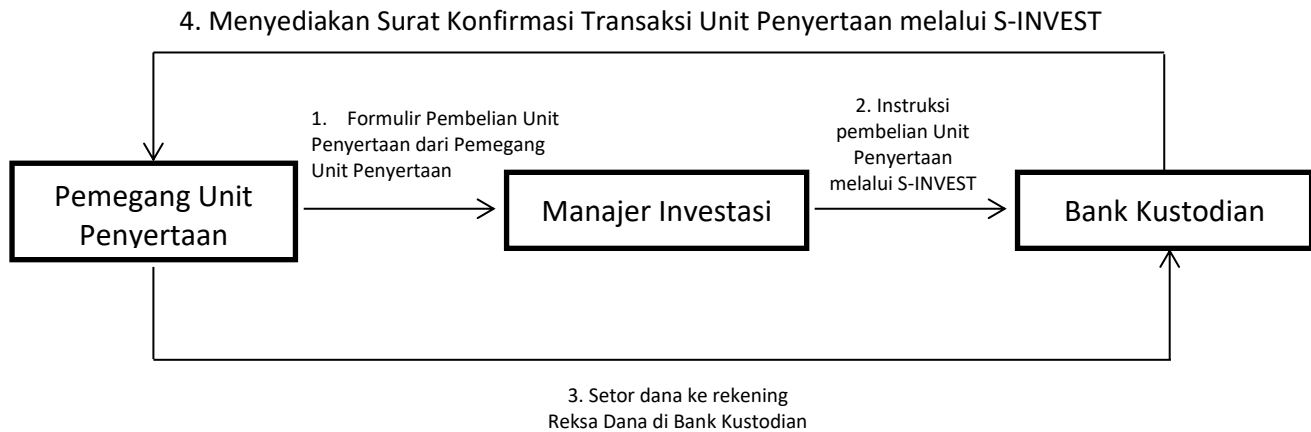 4. Menyediakan Surat Konfirmasi Transaksi Unit Penyertaan melalui S-INVEST
1. Formulir Pembelian Unit
Penyertaan dari Pemegang
Unit Penyertaan
2. Instruksi
pembelian Unit
Penyertaan
melalui S-INVEST
Pemegang Unit
Penyertaan
Manajer Investasi
Bank Kustodian
3. Setor dana ke rekening
Reksa Dana di Bank Kustodian